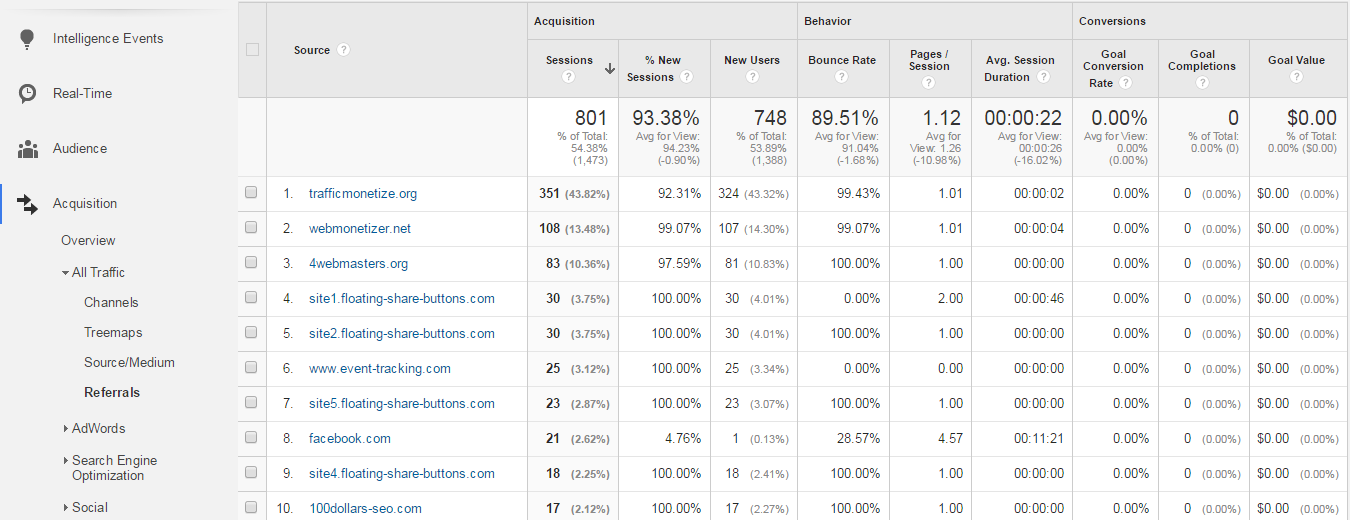 Intelligence Events
Real-Time
Audience
Acquisition
Overview
All Traffic
Channels
Treemaps
Source/Medium
Referrals
AdWords
Search Engine
Optimization
Social
Source ?
Acquisition Behavior Conversions
Sessions ? % New Sessions ? New Users ? Bounce Rate ? Pages / Session ? Avg. Session Duration ? Goal Conversion Rate ? Goal Completions ? Goal Value ?
801 93.38% 748 89.51% 1.12 00:00:22 0.00% 0 $0.00
% of Total: 54.38% (1,473) Avg for View: 94.23% (-0.90%) % of Total: 53.89% (1,388) Avg for View: 91.04% (-1.68%) Avg for View: 1.26 (-10.98%) Avg for View: 00:00:26 (-16.02%) Avg for View: 0.00% (0.00%) % of Total: 0.00% (0) % of Total: 0.00% ($0.00)
1. trafficmonetize.org 351 (43.82%) 92.31% 324 (43.32%) 99.43% 1.01 00:00:02 0.00% 0 (0.00%) $0.00 (0.00%)
2. webmonetizer.net 108 (13.48%) 99.07% 107 (14.30%) 99.07% 1.01 00:00:04 0.00% 0 (0.00%) $0.00 (0.00%)
3. 4webmasters.org 83 (10.36%) 97.59% 81 (10.83%) 100.00% 1.00 00:00:00 0.00% 0 (0.00%) $0.00 (0.00%)
4. site1.floating-share-buttons.com 30 (3.75%) 100.00% 30 (4.01%) 0.00% 2.00 00:00:46 0.00% 0 (0.00%) $0.00 (0.00%)
5. site2.floating-share-buttons.com 30 (3.75%) 100.00% 30 (4.01%) 100.00% 1.00 00:00:00 0.00% 0 (0.00%) $0.00 (0.00%)
6. www.event-tracking.com 25 (3.12%) 100.00% 25 (3.34%) 0.00% 0.00 00:00:00 0.00% 0 (0.00%) $0.00 (0.00%)
7. site5.floating-share-buttons.com 23 (2.87%) 100.00% 23 (3.07%) 100.00% 1.00 00:00:00 0.00% 0 (0.00%) $0.00 (0.00%)
8. facebook.com 21 (2.62%) 4.76% 1 (0.13%) 28.57% 4.57 00:11:21 0.00% 0 (0.00%) $0.00 (0.00%)
9. site4.floating-share-buttons.com 18 (2.25%) 100.00% 18 (2.41%) 100.00% 1.00 00:00:00 0.00% 0 (0.00%) $0.00 (0.00%)
10. 100dollars-seo.com 17 (2.12%) 100.00% 17 (2.27%) 100.00% 1.00 00:00:00 0.00% 0 (0.00%) $0.00 (0.00%)